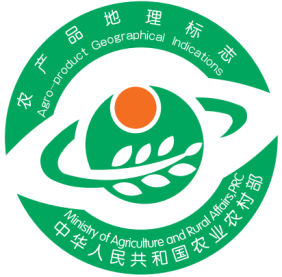 农产品地理标志
Agro-product Geographical Indications
Ministry of Agriculture and Rural Affairs,PRC
中华人民共和国农业农村部